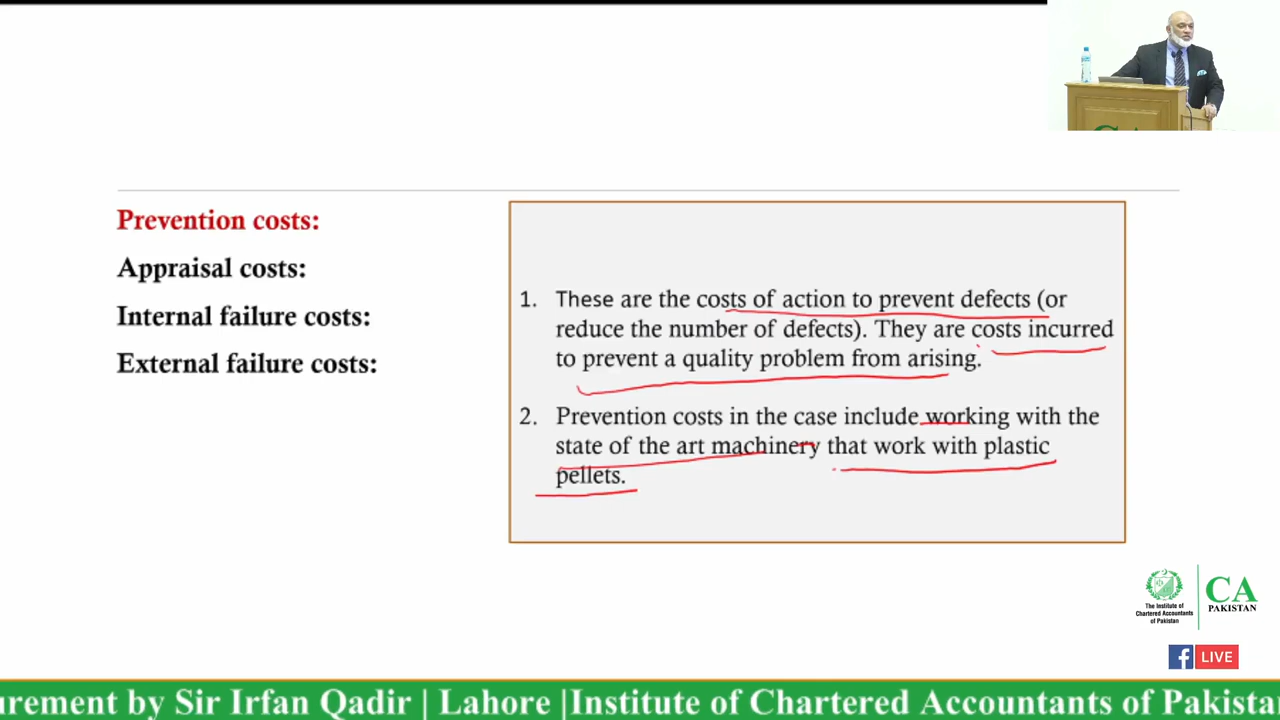 Prevention costs:
Appraisal costs:
Internal failure costs:
External failure costs:
1. These are the costs of action to prevent defects (or
reduce the number of defects). They are costs incurred
to prevent a quality problem from arising.
2. Prevention costs in the case include working with the
state of the art machinery that work with plastic
pellets.
The Institute of
Chartered Accountants
of Pakistan
CA
PAKISTAN
f LIVE
urement by Sir Irfan Qadir | Lahore |Institute of Chartered Accountants of Pakista